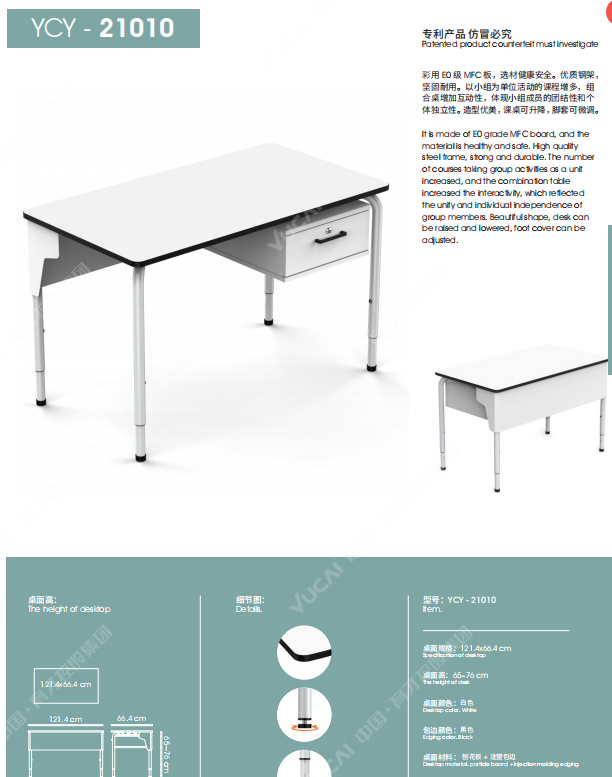 YCY - 21010
专利产品 仿冒必究
Patented product counterfeit must investigate
彩用 E0 级 MFC 板，选材健康安全。优质钢架，
坚固耐用。以小组为单位活动的课程增多，组
合桌增加互动性，体现小组成员的团结性和个
体独立性。造型优美，课桌可升降，脚套可微调。
It is made of E0 grade MFC board, and the
material is healthy and safe. High quality
steel frame, strong and durable. The number
of courses taking group activities as a unit
increased, and the combination table
increased the interactivity, which reflected
the unity and individual independence of
group members. Beautiful shape, desk can
be raised and lowered, foot cover can be
adjusted.
桌面高：
The height of desktop
121.4x66.4 cm
121.4 cm
66.4 cm
65~76 cm
细节图：
Details.
型号：YCY - 21010
Item.
桌面规格：121.4x66.4 cm
Specification of desktop
桌面高：65~76 cm
The height of desk
桌面颜色：白色
Desktop color. White
包边颜色：黑色
Edging color. Black
桌面材料：刨花板 + 注塑包边
Desktop material. particle board +injection molding edging
YUCAI 中国·育才控股集团